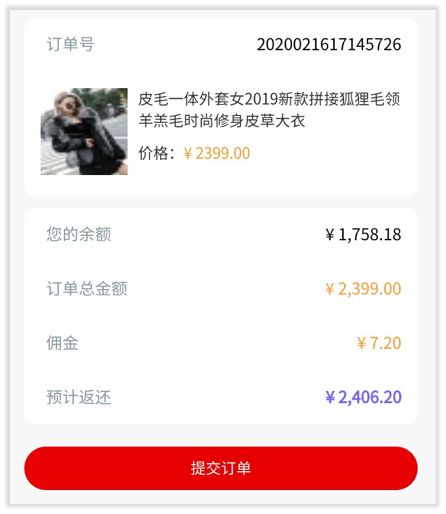 订单号 2020021617145726
皮毛一体外套女2019新款拼接狐狸毛领
羊羔毛时尚修身皮草大衣
价格：¥ 2399.00
您的余额 ¥ 1,758.18
订单总金额 ¥ 2,399.00
佣金 ¥ 7.20
预计返还 ¥ 2,406.20
提交订单